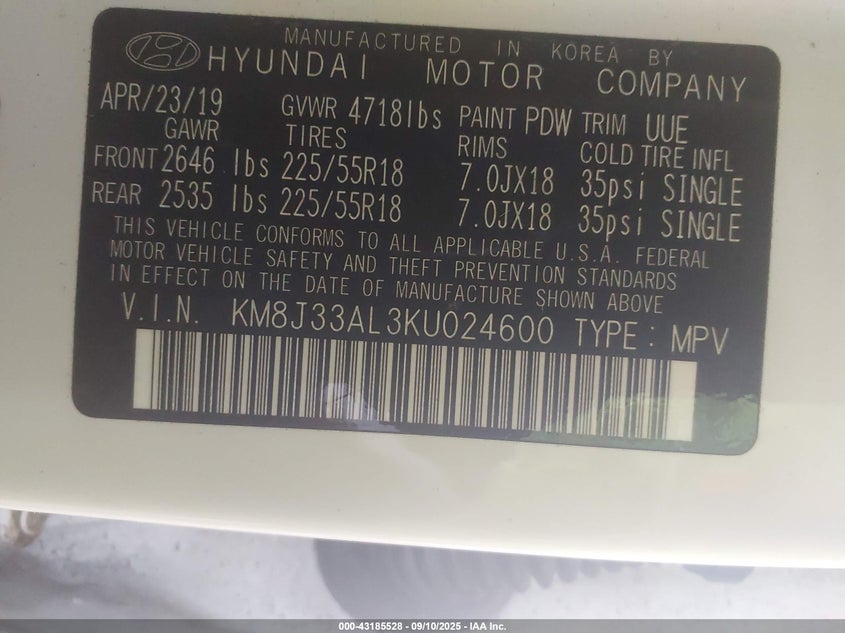 MANUFACTURED IN KOREA BY
HYUNDAI MOTOR COMPANY
APR/23/19 GVWR 4718lbs PAINT PDW TRIM UUE
GAWR TIRES RIMS COLD TIRE INFL
FRONT 2646 lbs 225/55R18 7.0JX18 35psi SINGLE
REAR 2535 lbs 225/55R18 7.0JX18 35psi SINGLE
THIS VEHICLE CONFORMS TO ALL APPLICABLE U.S.A. FEDERAL
MOTOR VEHICLE SAFETY AND THEFT PREVENTION STANDARDS
IN EFFECT ON THE DATE OF MANUFACTURE SHOWN ABOVE
V.I.N. KM8J33AL3KU024600 TYPE: MPV
000-43185528 - 09/10/2025 - IAA Inc.